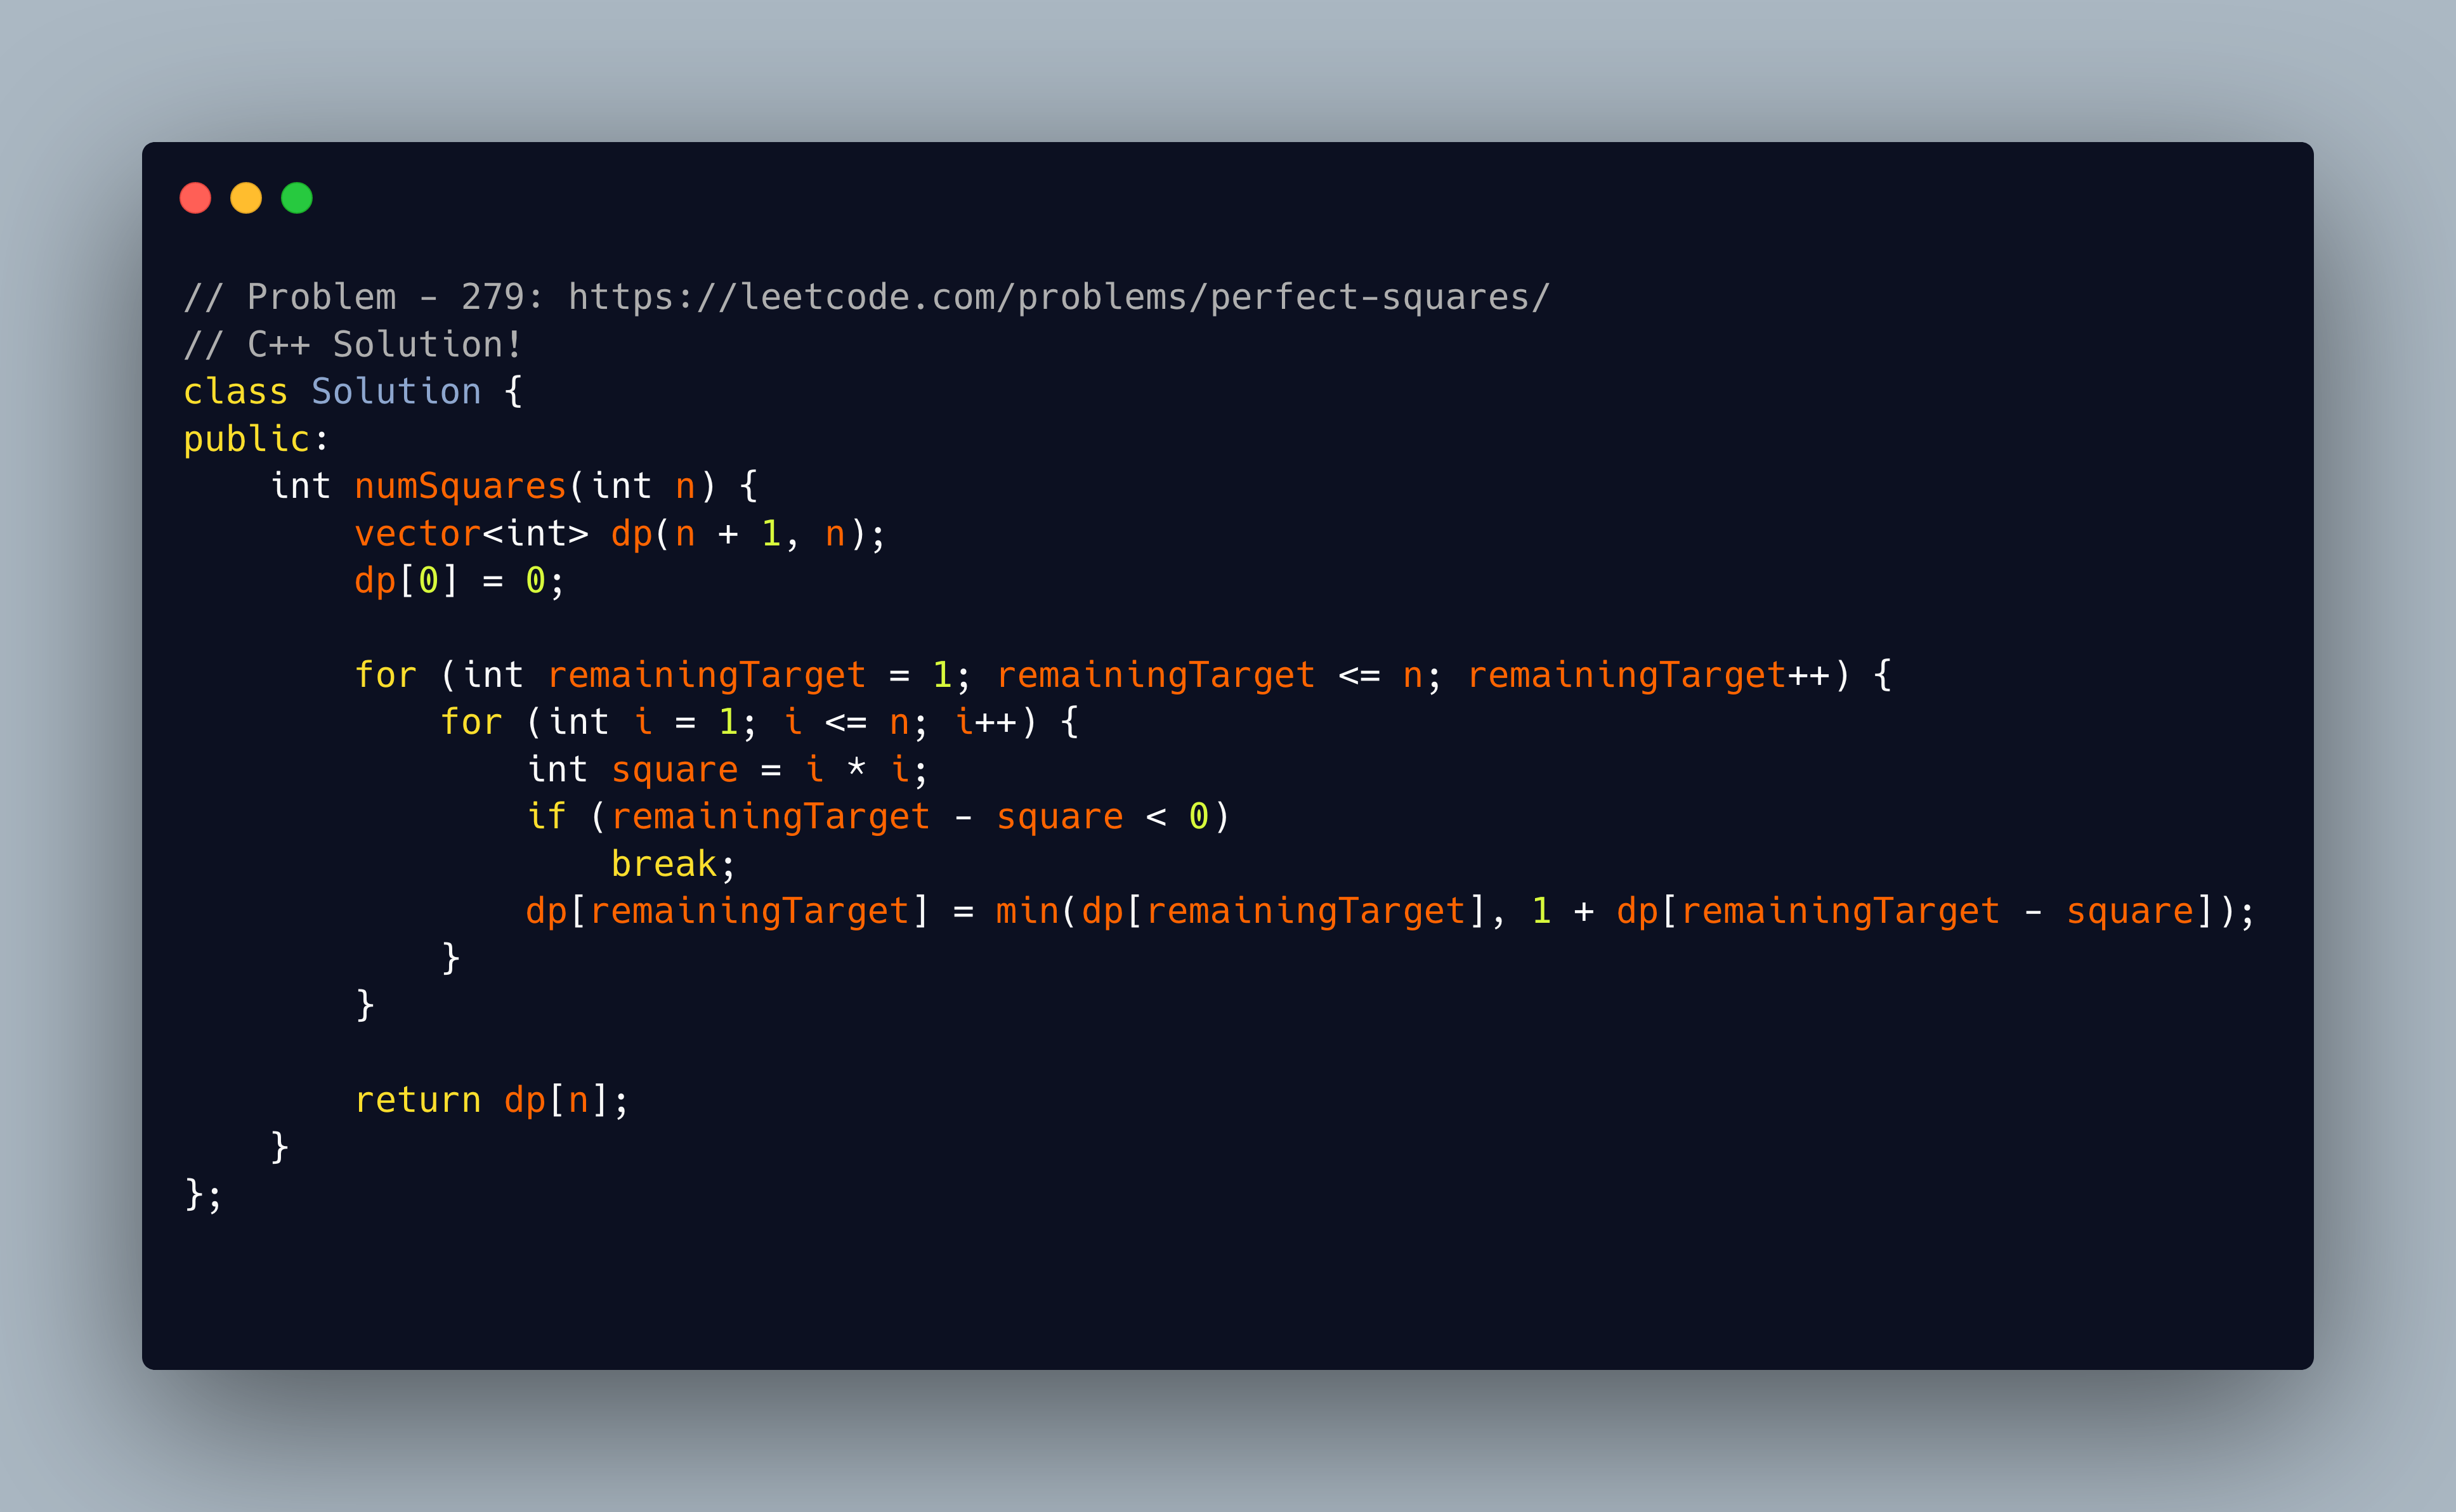 // Problem - 279: https://leetcode.com/problems/perfect-squares/
// C++ Solution!
class Solution {
public:
    int numSquares(int n) {
        vector<int> dp(n + 1, n);
        dp[0] = 0;

        for (int remainingTarget = 1; remainingTarget <= n; remainingTarget++) {
            for (int i = 1; i <= n; i++) {
                int square = i * i;
                if (remainingTarget - square < 0)
                    break;
                dp[remainingTarget] = min(dp[remainingTarget], 1 + dp[remainingTarget - square]);
            }
        }

        return dp[n];
    }
};